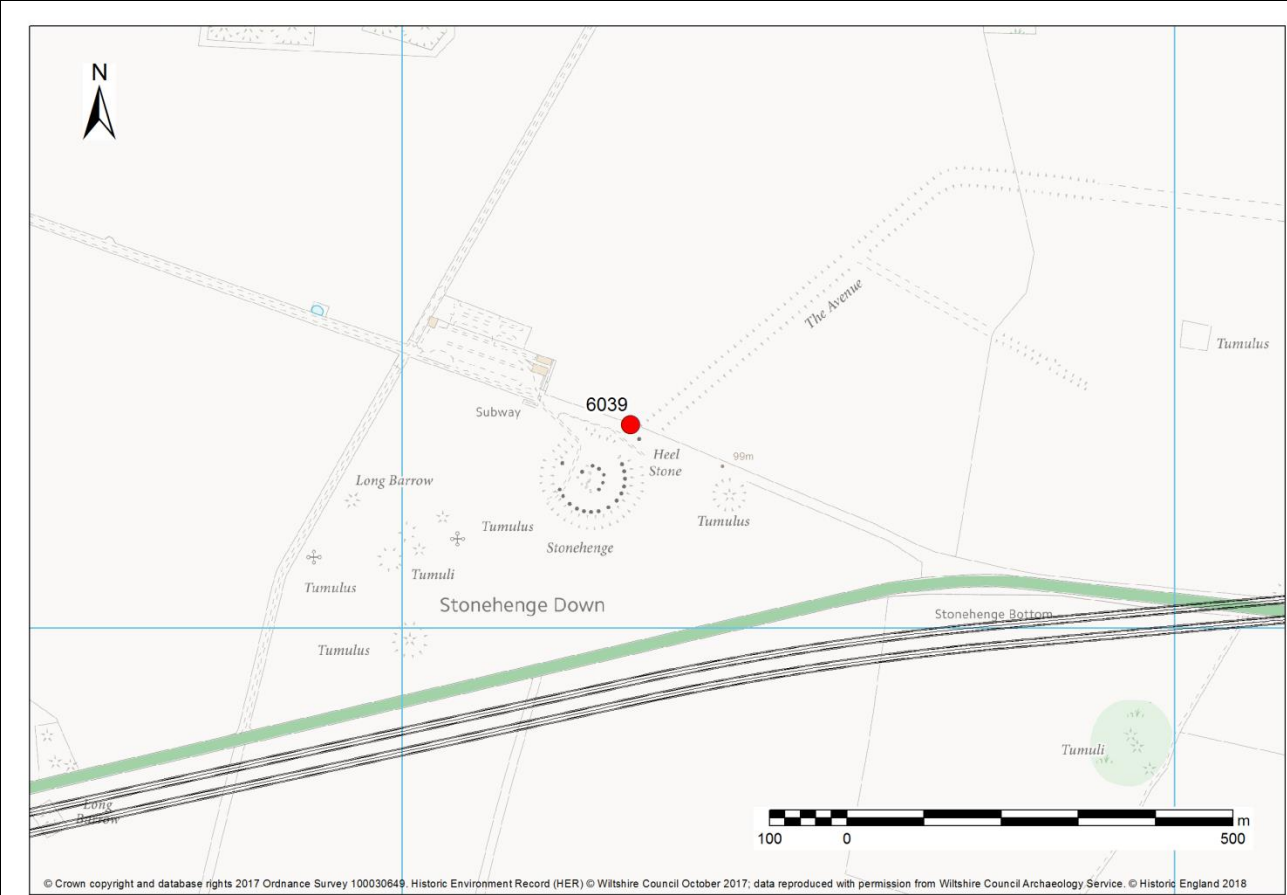 N
The Avenue
Tumulus
6039
Subway
Heel
Stone
99m
Long Barrow
Tumulus
Tumulus
Stonehenge
Tumuli
Tumulus
Stonehenge Down
Stonehenge Bottom
Tumulus
Tumuli
Long
Barrow
m
100 0 500
© Crown copyright and database rights 2017 Ordnance Survey 100030649. Historic Environment Record (HER) © Wiltshire Council October 2017; data reproduced with permission from Wiltshire Council Archaeology Service. © Historic England 2018